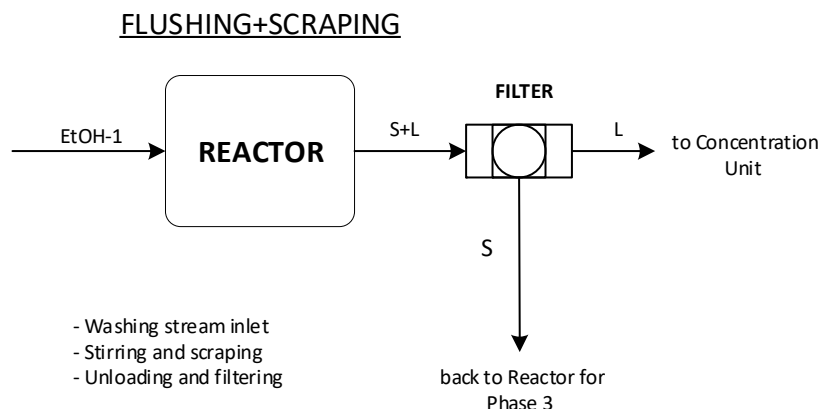 FLUSHING+SCRAPING
FILTER
EtOH-1
REACTOR
S+L
L
to Concentration
Unit
S
- Washing stream inlet
- Stirring and scraping
- Unloading and filtering
back to Reactor for
Phase 3